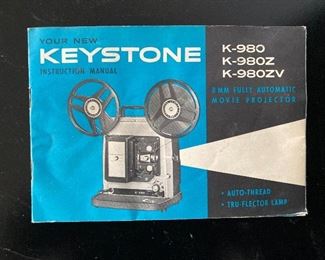 YOUR NEW
KEYSTONE
INSTRUCTION MANUAL
K-980
K-980Z
K-980ZV
8MM FULLY AUTOMATIC
MOVIE PROJECTOR
• AUTO-THREAD
• TRU-FLECTOR LAMP